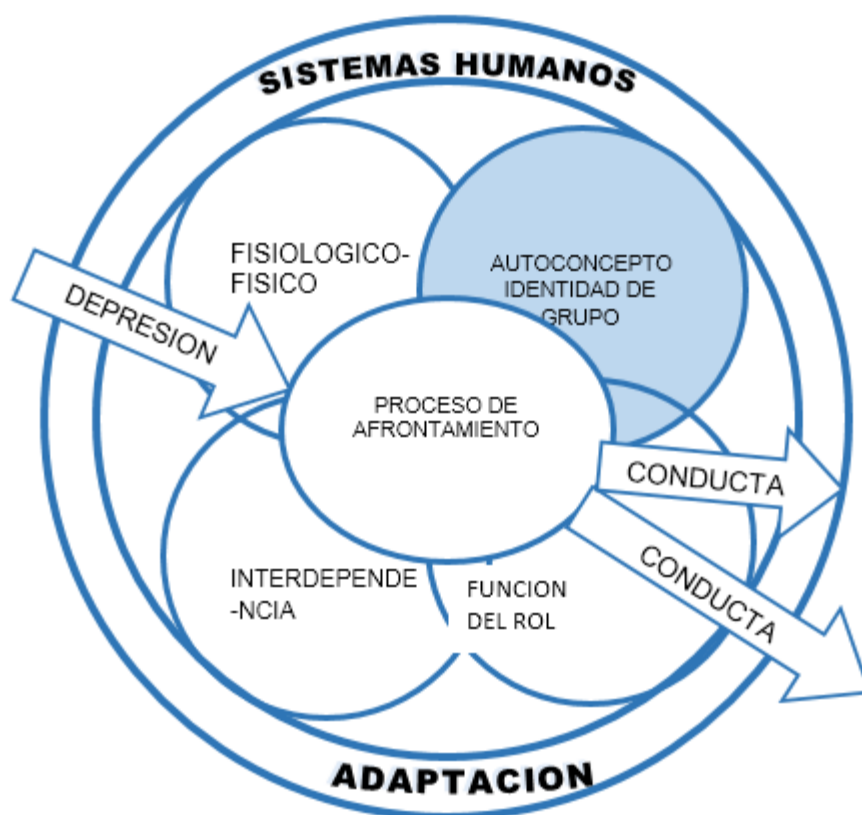 SISTEMAS HUMANOS
FISIOLOGICO-
FISICO
AUTOCONCEPTO
IDENTIDAD DE
GRUPO
DEPRESION
PROCESO DE
AFRONTAMIENTO
CONDUCTA
CONDUCTA
INTERDEPENDE
-NCIA
FUNCION
DEL ROL
ADAPTACION